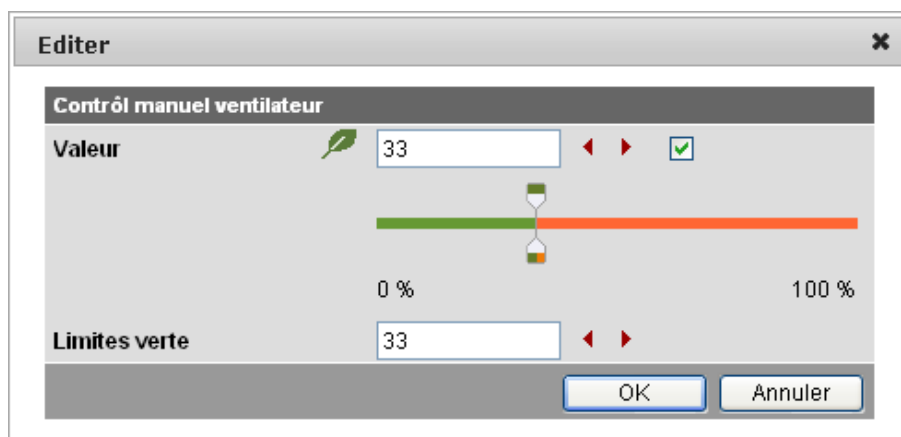 Editer
Contrôl manuel ventilateur
Valeur 33
0 % 100 %
Limites verte 33
OK Annuler